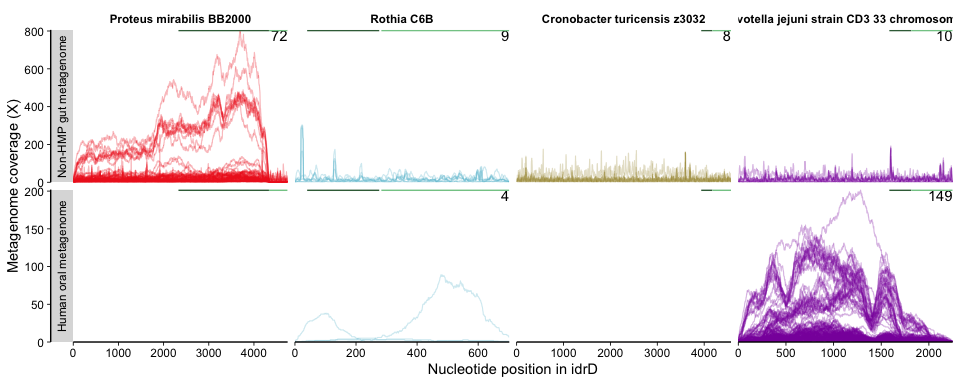 Proteus mirabilis BB2000
Rothia C6B
Cronobacter turicensis z3032
votella jejuni strain CD3 33 chromosom
Metagenome coverage (X)
Non-HMP gut metagenome
800
600
400
200
0
72
9
8
10
Human oral metagenome
200
150
100
50
0
4
149
0 1000 2000 3000 4000
0 200 400 600
0 1000 2000 3000 4000
0 500 1000 1500 2000
Nucleotide position in idrD